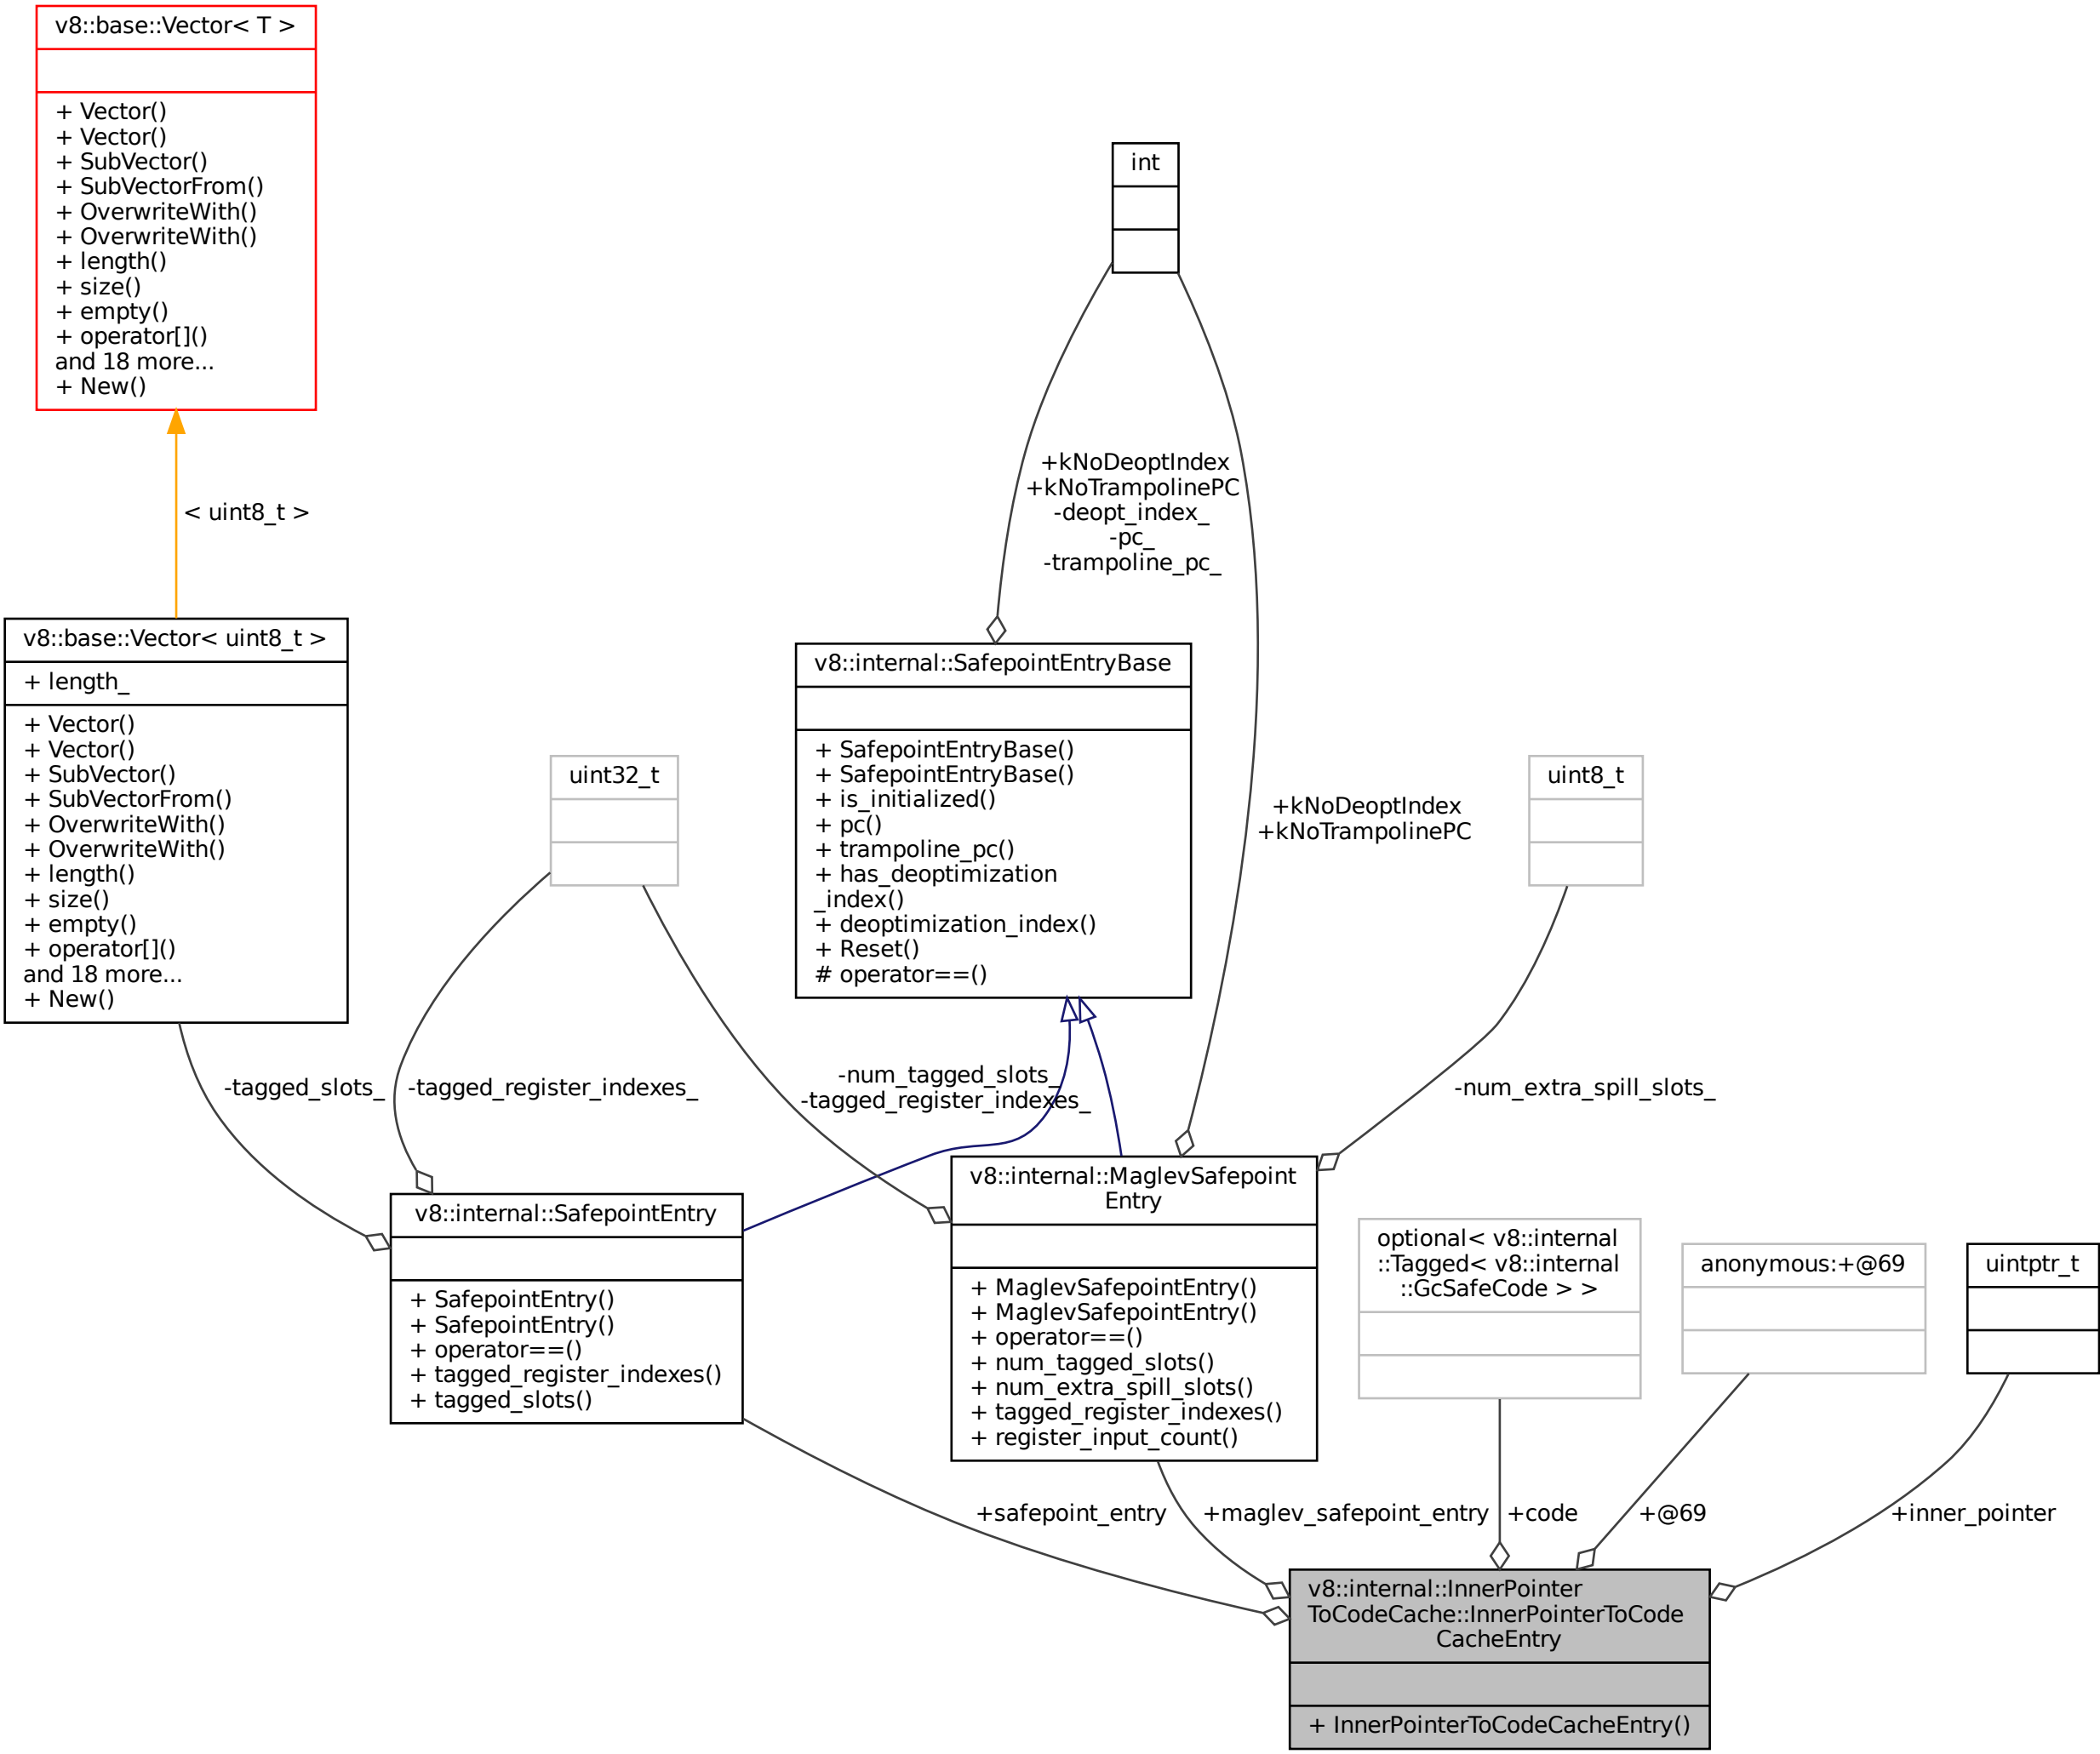 v8::base::Vector< T >
+ Vector()
+ Vector()
+ SubVector()
+ SubVectorFrom()
+ OverwriteWith()
+ OverwriteWith()
+ length()
+ size()
+ empty()
+ operator[]()
and 18 more...
+ New()
< uint8_t >
v8::base::Vector< uint8_t >
+ length_
+ Vector()
+ Vector()
+ SubVector()
+ SubVectorFrom()
+ OverwriteWith()
+ OverwriteWith()
+ length()
+ size()
+ empty()
+ operator[]()
and 18 more...
+ New()
int
+kNoDeoptIndex
+kNoTrampolinePC
-deopt_index_
-pc_
-trampoline_pc_
v8::internal::SafepointEntryBase
+ SafepointEntryBase()
+ SafepointEntryBase()
+ is_initialized()
+ pc()
+ trampoline_pc()
+ has_deoptimization
_index()
+ deoptimization_index()
+ Reset()
# operator==()
uint32_t
+kNoDeoptIndex
+kNoTrampolinePC
uint8_t
-tagged_slots_
-tagged_register_indexes_
-num_tagged_slots_
-tagged_register_indexes_
-num_extra_spill_slots_
v8::internal::SafepointEntry
+ SafepointEntry()
+ SafepointEntry()
+ operator==()
+ tagged_register_indexes()
+ tagged_slots()
v8::internal::MaglevSafepoint
Entry
+ MaglevSafepointEntry()
+ MaglevSafepointEntry()
+ operator==()
+ num_tagged_slots()
+ num_extra_spill_slots()
+ tagged_register_indexes()
+ register_input_count()
optional< v8::internal
::Tagged< v8::internal
::GcSafeCode > >
anonymous:+@69
uintptr_t
+safepoint_entry
+maglev_safepoint_entry
+code
+@69
+inner_pointer
v8::internal::InnerPointer
ToCodeCache::InnerPointerToCode
CacheEntry
+ InnerPointerToCodeCacheEntry()